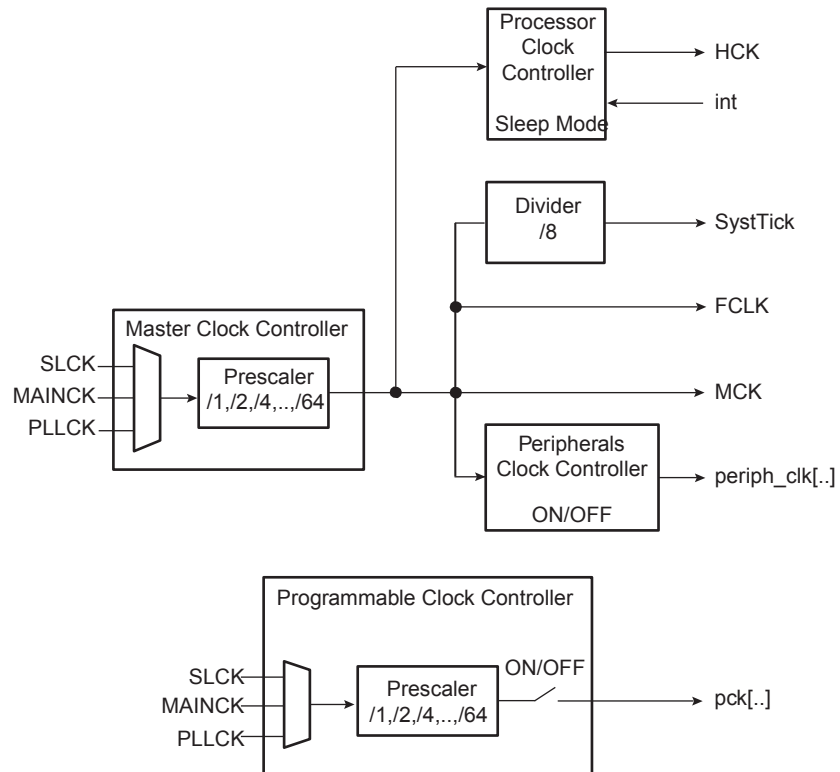 Processor
Clock
Controller
Sleep Mode
HCK
int
Divider
/8
SystTick
FCLK
Master Clock Controller
SLCK
MAINCK
PLLCK
Prescaler
/1,/2,/4,..,/64
MCK
Peripherals
Clock Controller
ON/OFF
periph_clk[..]
Programmable Clock Controller
SLCK
MAINCK
PLLCK
Prescaler
/1,/2,/4,..,/64
ON/OFF
pck[..]